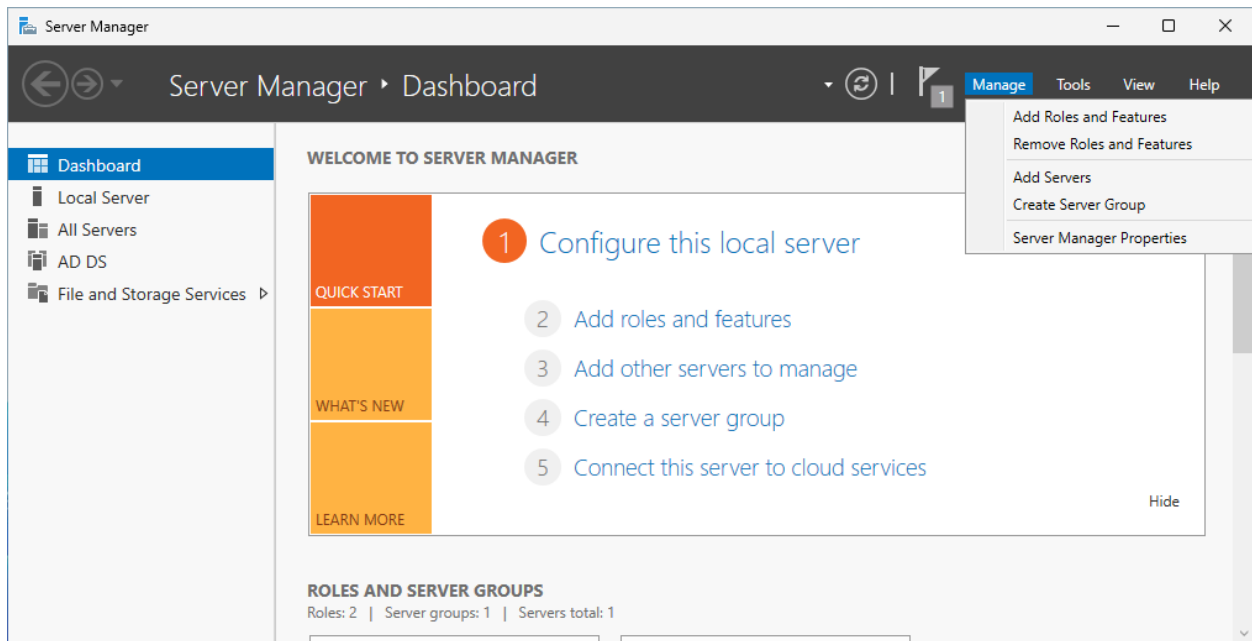 Server Manager
Server Manager ‣ Dashboard
1
Manage Tools View Help
Add Roles and Features
Remove Roles and Features
Add Servers
Create Server Group
Server Manager Properties
Dashboard
Local Server
All Servers
AD DS
File and Storage Services
WELCOME TO SERVER MANAGER
QUICK START
WHAT'S NEW
LEARN MORE
1 Configure this local server
2 Add roles and features
3 Add other servers to manage
4 Create a server group
5 Connect this server to cloud services
Hide
ROLES AND SERVER GROUPS
Roles: 2 | Server groups: 1 | Servers total: 1